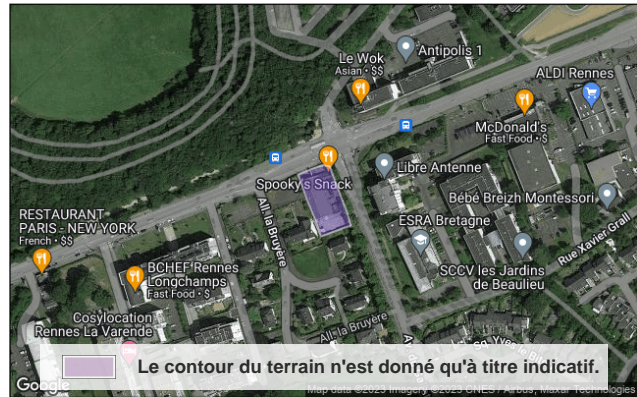 Le Wok
Asian • $$
Antipolis 1
ALDI Rennes
McDonald's
Fast Food • $
Spooky's Snack
Libre Antenne
Bébé Breizh Montessori
All. la Bruyère
RESTAURANT
PARIS - NEW YORK
French • $$
ESRA Bretagne
Rue Xavier Grall
BCHEF Rennes
Longchamps
Fast Food • $
SCCV les Jardins
de Beaulieu
Cosylocation
Rennes La Varende
All. la Bruyère
Sq. Yves le B
Le contour du terrain n'est donné qu'à titre indicatif.
Google
Map data ©2023 Imagery ©2023 CNES / Airbus, Maxar Technologies